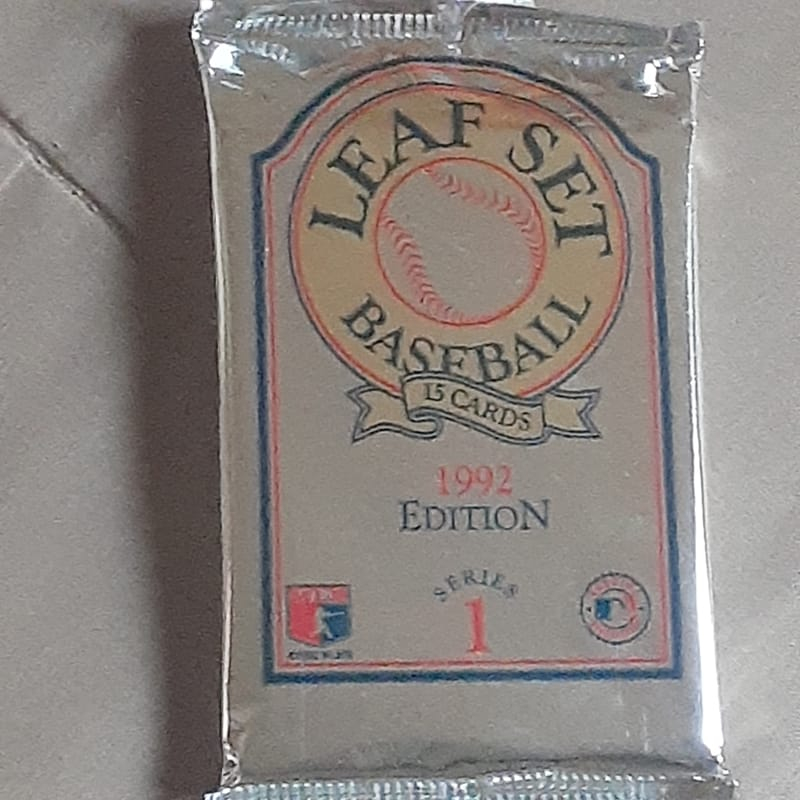 LEAF SET
BASEBALL
15 CARDS
1992
EDITION
SERIES
1